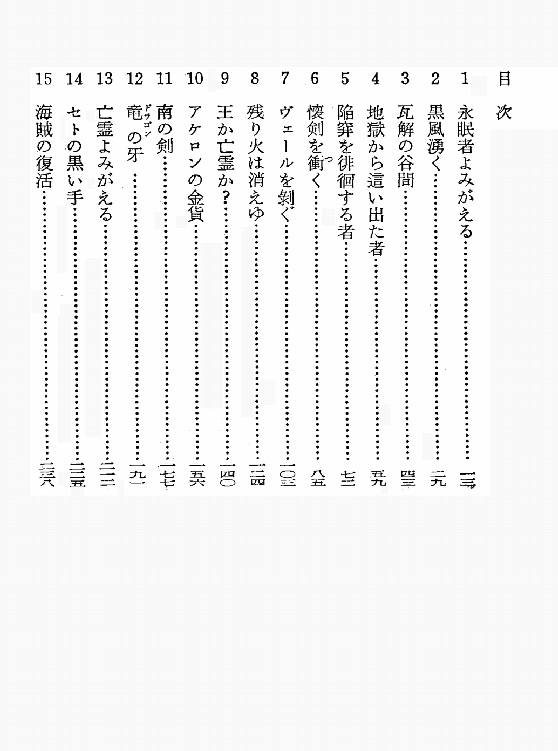 目次
1 永眠者よみがえる……………一三
2 黒風湧く……………二九
3 瓦解の谷間……………四三
4 地獄から這い出た者……………五九
5 陥穽を徘徊する者……………七三
6 懐剣を衝く……………八五
7 ヴェールを剝ぐ……………一〇三
8 残り火は消えゆ……………一二四
9 王か亡霊か?……………一四〇
10 アケロンの金貨……………一五六
11 南の剣……………一七七
12 竜の牙……………一九一
13 亡霊よみがえる……………二一二
14 セトの黒い手……………二二五
15 海賊の復活……………二三八